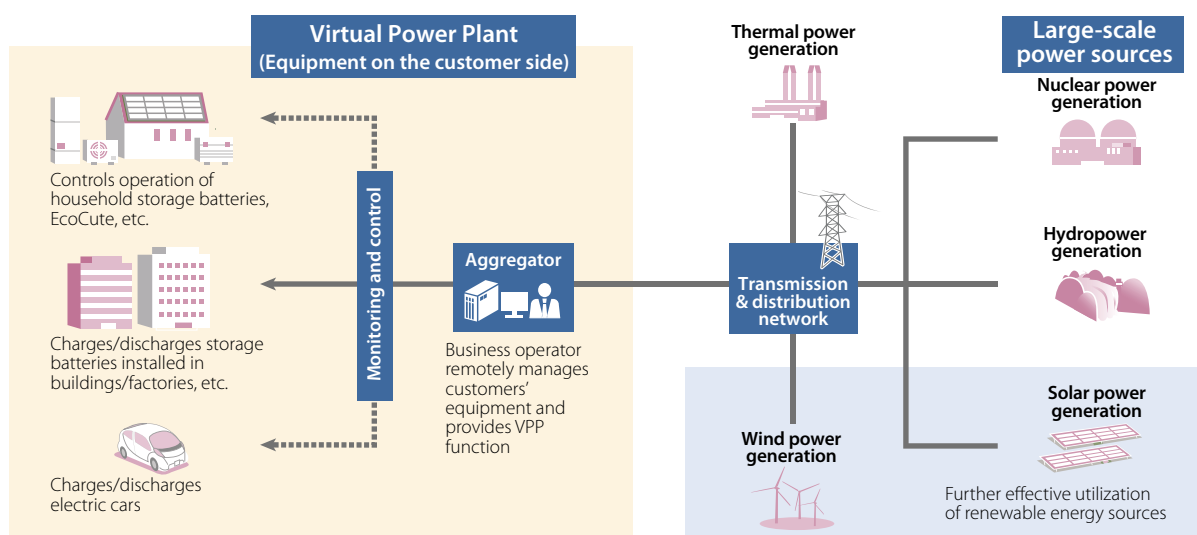 Virtual Power Plant
(Equipment on the customer side)
Controls operation of
household storage batteries,
EcoCute, etc.
Charges/discharges storage
batteries installed in
buildings/factories, etc.
Charges/discharges
electric cars
Monitoring and control
Aggregator
Business operator
remotely manages
customers’
equipment and
provides VPP
function
Thermal power
generation
Transmission
& distribution
network
Wind power
generation
Large-scale
power sources
Nuclear power
generation
Hydropower
generation
Solar power
generation
Further effective utilization
of renewable energy sources